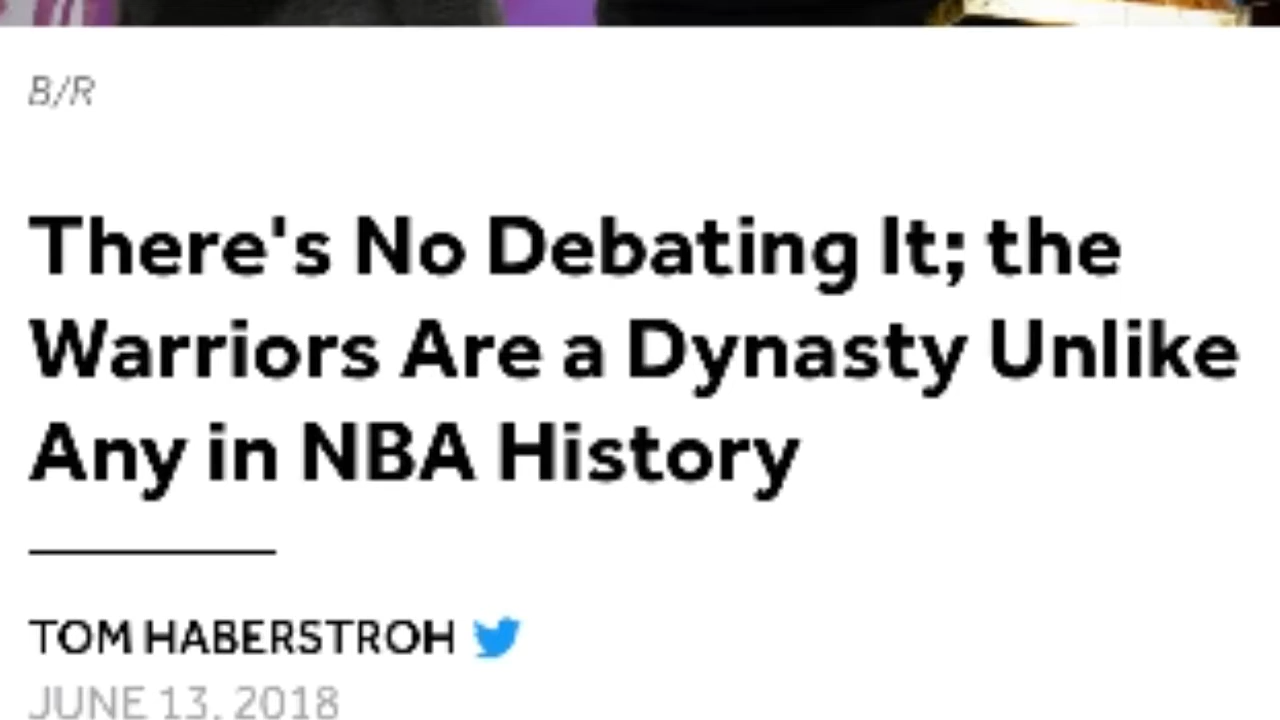 B/R
There's No Debating It; the
Warriors Are a Dynasty Unlike
Any in NBA History
TOM HABERSTROH
JUNE 13, 2018